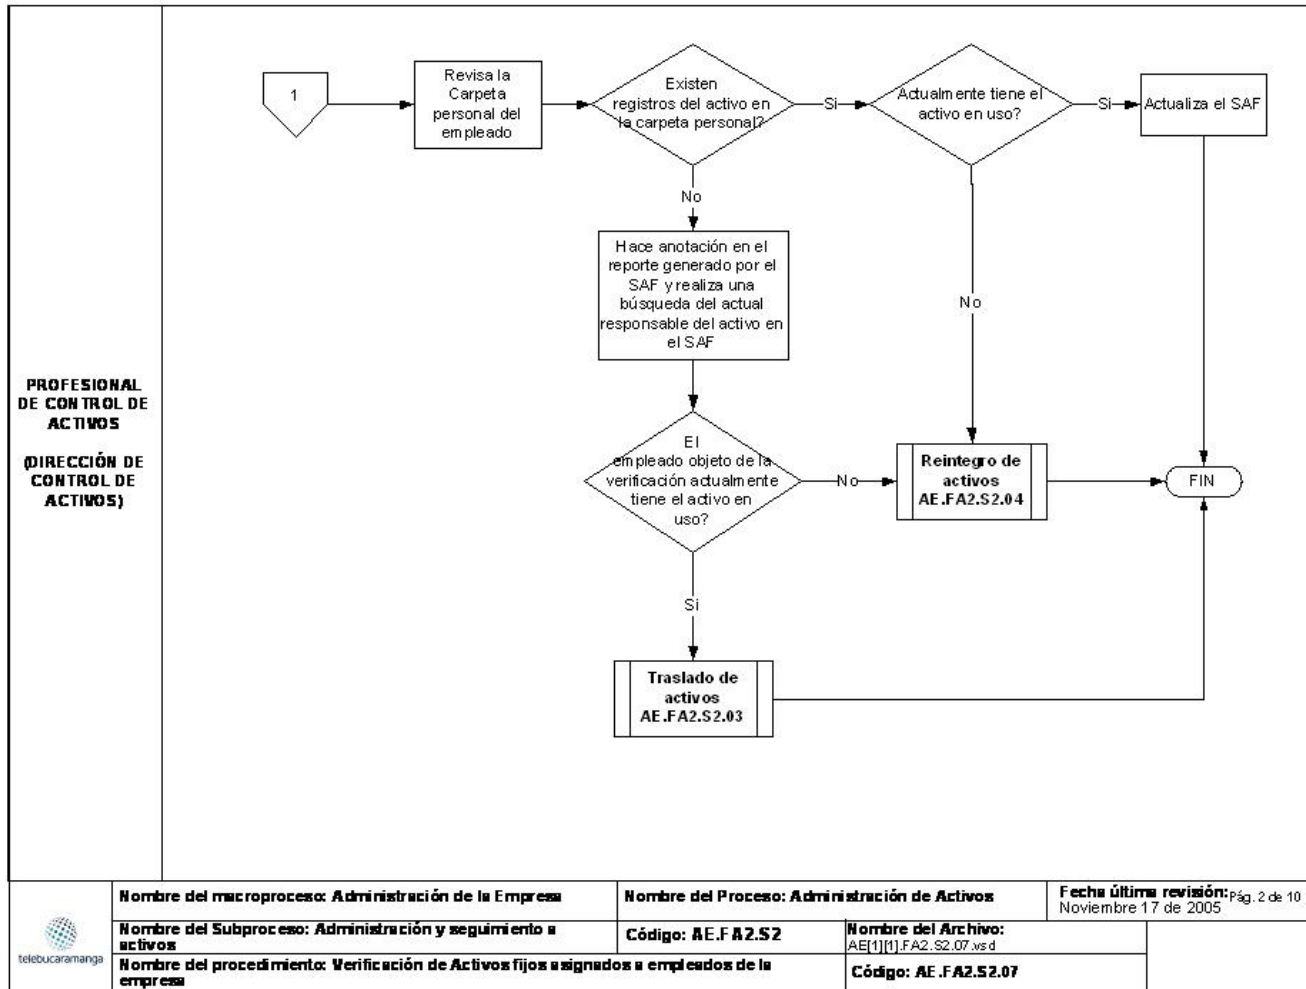 1
Revisa la
Carpeta
personal del
empleado
Existen
registros del activo en
la carpeta personal?
Si
Actualmente tiene el
activo en uso?
Si
Actualiza el SAF
No
Hace anotación en el
reporte generado por el
SAF y realiza una
búsqueda del actual
responsable del activo en
el SAF
No
PROFESIONAL
DE CONTROL DE
ACTIVOS
(DIRECCIÓN DE
CONTROL DE
ACTIVOS)
El
empleado objeto de la
verificación actualmente
tiene el activo en
uso?
No
Reintegro de
activos
AE.FA2.S2.04
FIN
Si
Traslado de
activos
AE.FA2.S2.03
telebucaramanga
Nombre del macroproceso: Administración de la Empresa
Nombre del Proceso: Administración de Activos
Fecha última revisión: Pág. 2 de 10
Noviembre 17 de 2005
Nombre del Subproceso: Administración y seguimiento a
activos
Código: AE.FA2.S2
Nombre del Archivo:
AE[1][1].FA2.S2.07.vsd
Nombre del procedimiento: Verificación de Activos fijos asignados a empleados de la
empresa
Código: AE.FA2.S2.07